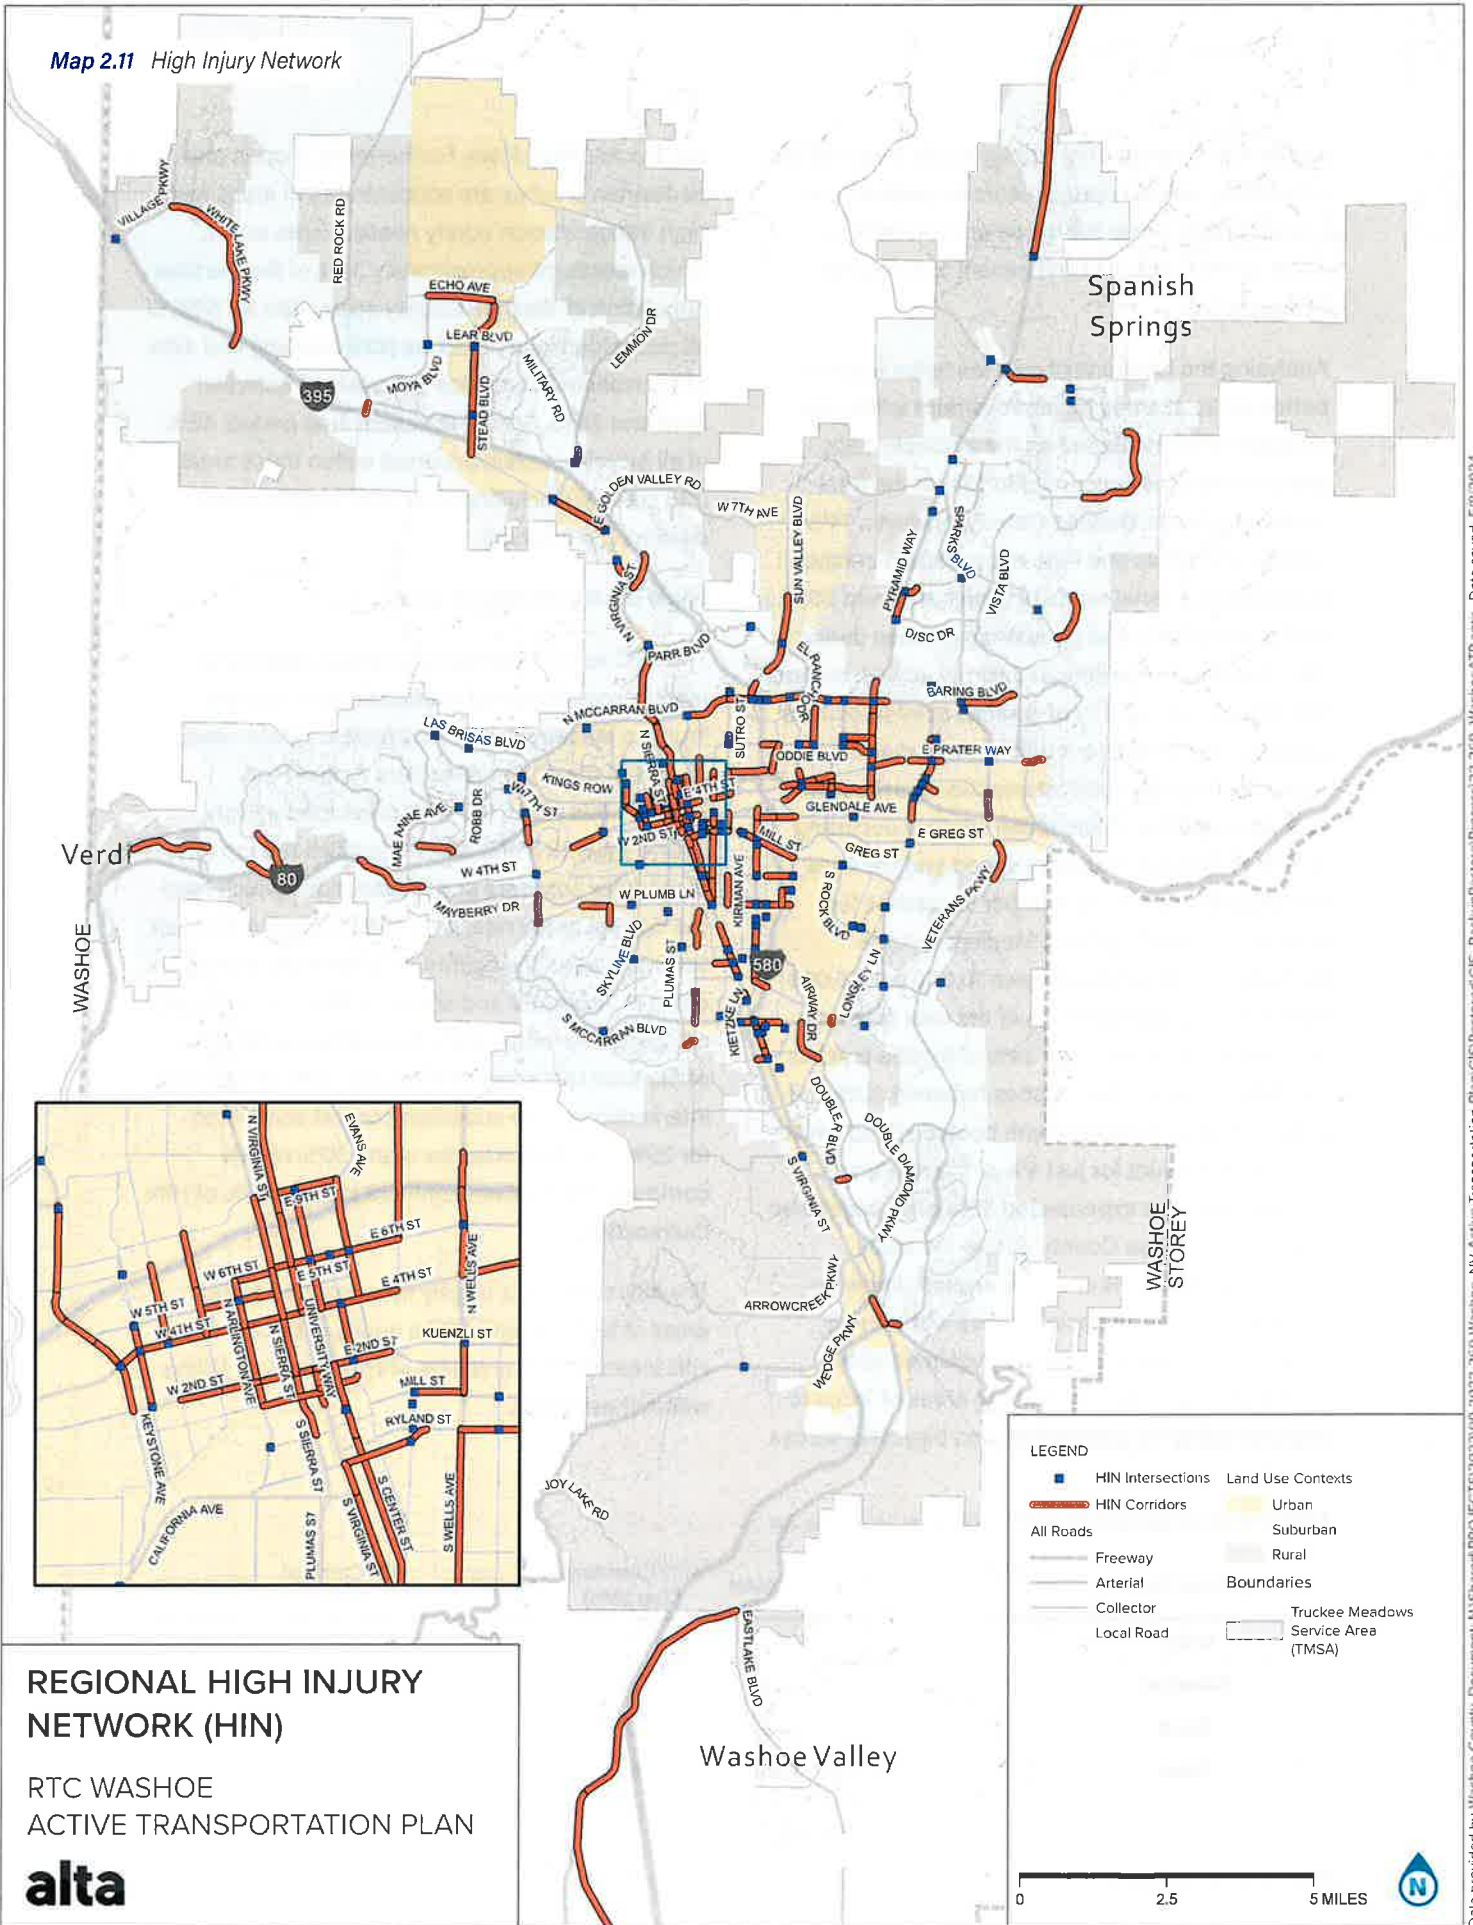 Map 2.11 High Injury Network
VILLAGE PKWY
WHITE LAKE PKWY
RED ROCK RD
ECHO AVE
LEAR BLVD
MOYA BLVD
STEAD BLVD
MILITARY RD
LEMMON DR
395
Spanish
Springs
E GOLDEN VALLEY RD
W 7TH AVE
SUN VALLEY BLVD
PYRAMID WAY
SPARKS BLVD
VISTA BLVD
DISC DR
N VIRGINIA ST
PARR BLVD
EL RANCHO DR
BARING BLVD
N MCCARRAN BLVD
LAS BRISAS BLVD
SUTRO ST
N SIERRA ST
E PRATER WAY
ODDIE BLVD
KINGS ROW
W 7TH ST
E 4TH ST
GLENDALE AVE
MAE ANNE AVE
ROBB DR
W 2ND ST
MILL ST
E GREG ST
GREG ST
Verdi
80
W 4TH ST
W PLUMB LN
KIRMAN AVE
S ROCK BLVD
VETERANS PKWY
MAYBERRY DR
WASHOE
SKYLINE BLVD
PLUMAS ST
580
AIRWAY DR
LONGLEY LN
S MCCARRAN BLVD
KIETZKE LN
DOUBLE R BLVD
DOUBLE DIAMOND PKWY
S VIRGINIA ST
WASHOE
STOREY
ARROWCREEK PKWY
WEDGE PKWY
JOY LAKE RD
EASTLAKE BLVD
Washoe Valley
N VIRGINIA ST
EVANS AVE
E 9TH ST
E 6TH ST
W 6TH ST
E 5TH ST
N WELLS AVE
W 5TH ST
E 4TH ST
W 4TH ST
N ARLINGTON AVE
N SIERRA ST
UNIVERSITY WAY
KUENZLI ST
E 2ND ST
W 2ND ST
MILL ST
RYLAND ST
KEYSTONE AVE
S SIERRA ST
S CENTER ST
S WELLS AVE
CALIFORNIA AVE
PLUMAS ST
S VIRGINIA ST
LEGEND
HIN Intersections
HIN Corridors
All Roads
Freeway
Arterial
Collector
Local Road
Land Use Contexts
Urban
Suburban
Rural
Boundaries
Truckee Meadows
Service Area
(TMSA)
0 2.5 5 MILES
N
REGIONAL HIGH INJURY
NETWORK (HIN)
RTC WASHOE
ACTIVE TRANSPORTATION PLAN
alta